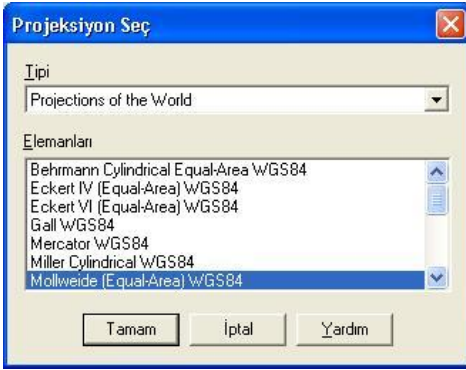 Projeksiyon Seç
Tipi
Projections of the World
Elemanları
Behrmann Cylindrical Equal-Area WGS84
Eckert IV (Equal-Area) WGS84
Eckert VI (Equal-Area) WGS84
Gall WGS84
Mercator WGS84
Miller Cylindrical WGS84
Mollweide (Equal-Area) WGS84
Tamam İptal Yardım